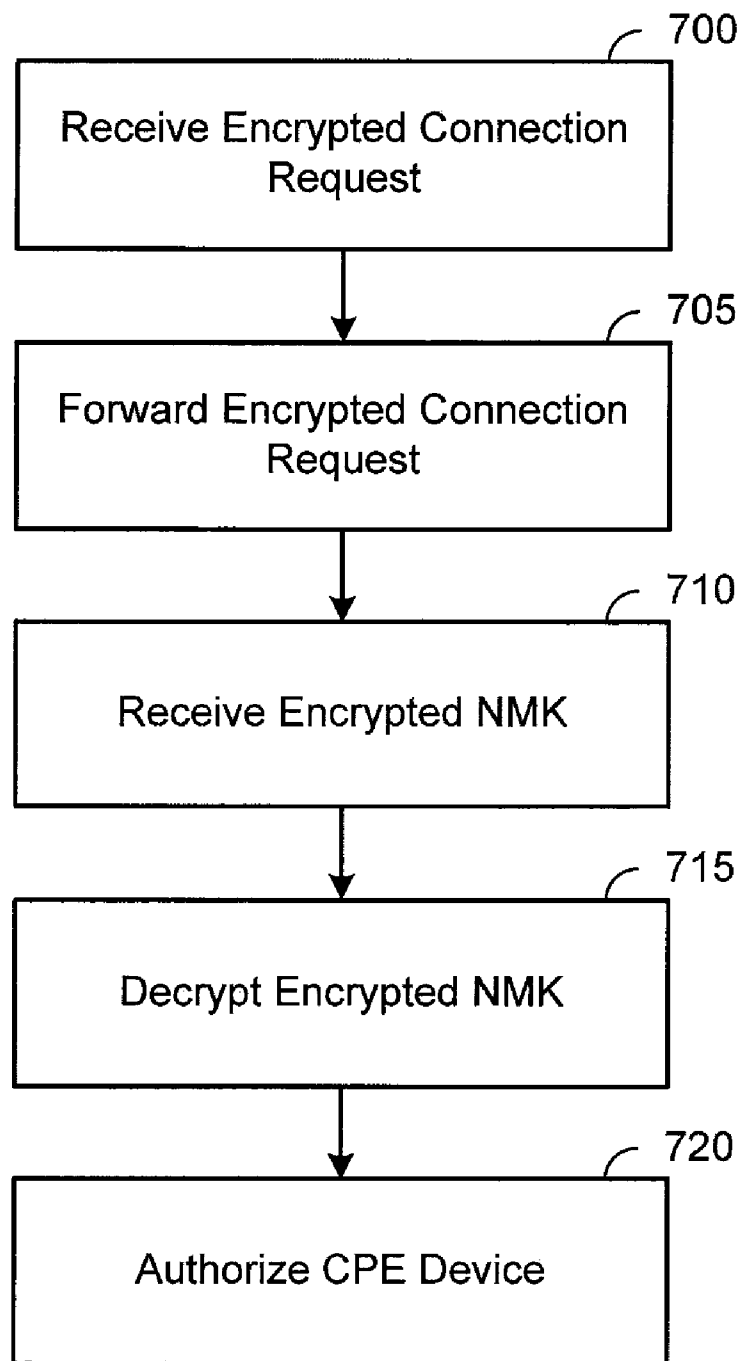 700
Receive Encrypted Connection
Request
705
Forward Encrypted Connection
Request
710
Receive Encrypted NMK
715
Decrypt Encrypted NMK
720
Authorize CPE Device